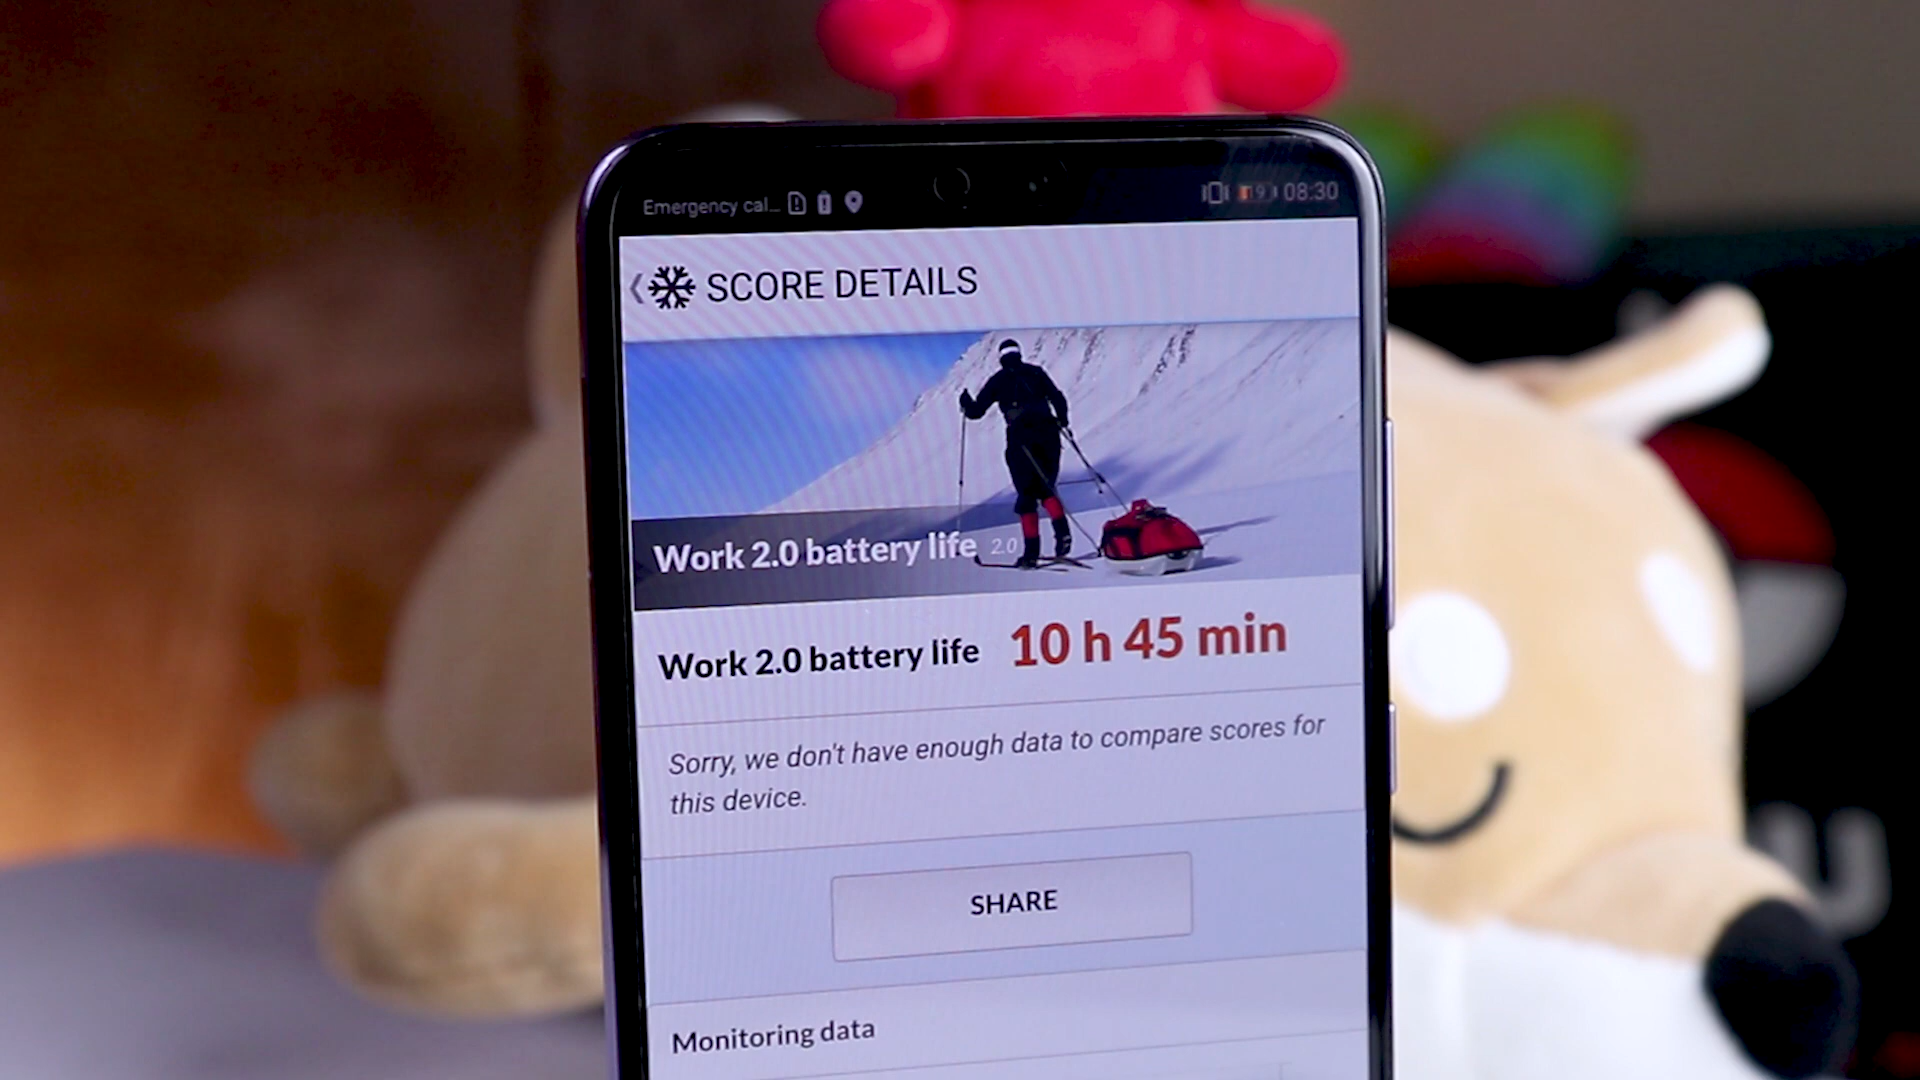 Emergency cal... 19 08:30
SCORE DETAILS
Work 2.0 battery life 2.0
Work 2.0 battery life 10 h 45 min
Sorry, we don't have enough data to compare scores for
this device.
SHARE
Monitoring data
U